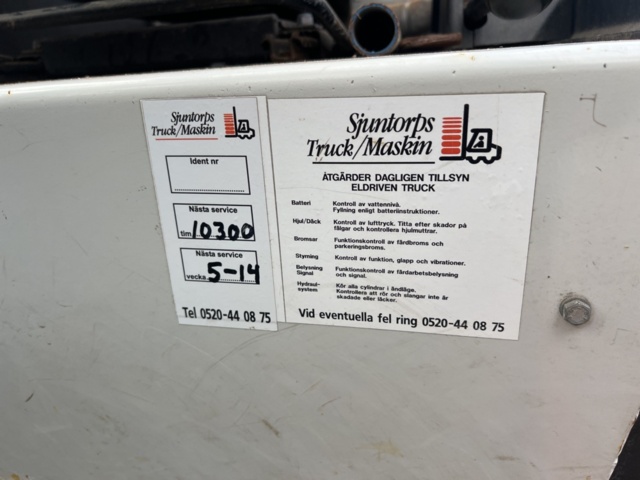 Sjuntorps
Truck/Maskin
Ident nr
Nästa service
tim 10300
Nästa service
vecka 5-14
Tel 0520-44 08 75
Sjuntorps
Truck/Maskin
ÅTGÄRDER DAGLIGEN TILLSYN
ELDRIVEN TRUCK
Batteri Kontroll av vattennivå.
Fyllning enligt batteriinstruktioner.
Hjul/Däck Kontroll av lufttryck. Titta efter skador på
fälgar och kontrollera hjulmuttrar.
Bromsar Funktionskontroll av färdbroms och
parkeringsbroms.
Styrning Kontroll av funktion, glapp och vibrationer.
Belysning Funktionskontroll av färdarbetsbelysning
Signal och signal.
Hydraul- Kör alla cylindrar i ändläge.
system Kontrollera att rör och slangar inte är
skadade eller läcker.
Vid eventuella fel ring 0520-44 08 75